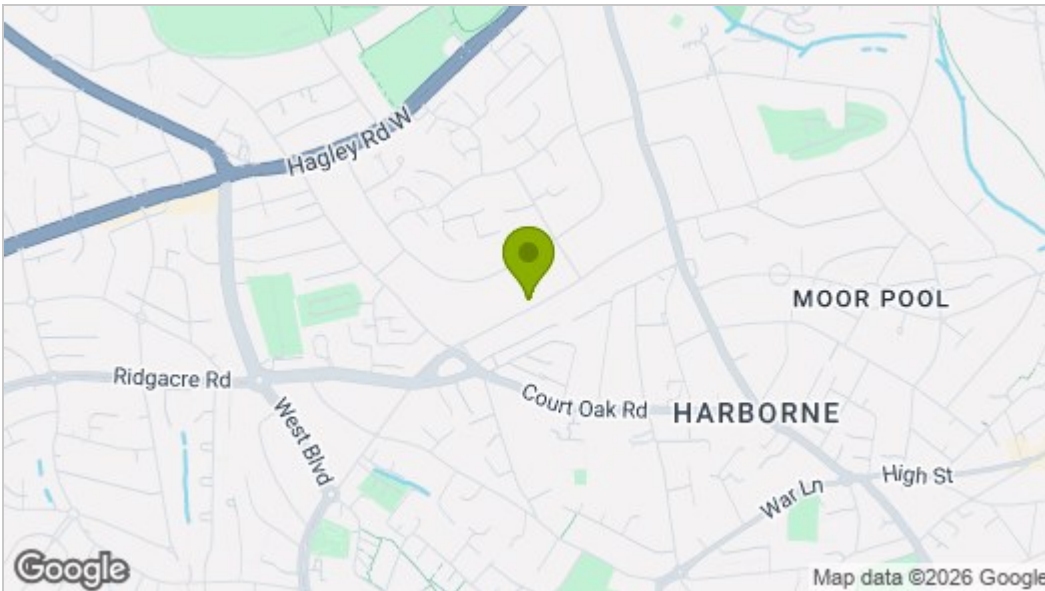 Hagley Rd W
MOOR POOL
Ridgacre Rd
Court Oak Rd
HARBORNE
West Blvd
High St
War Ln
Google
Map data ©2026 Google